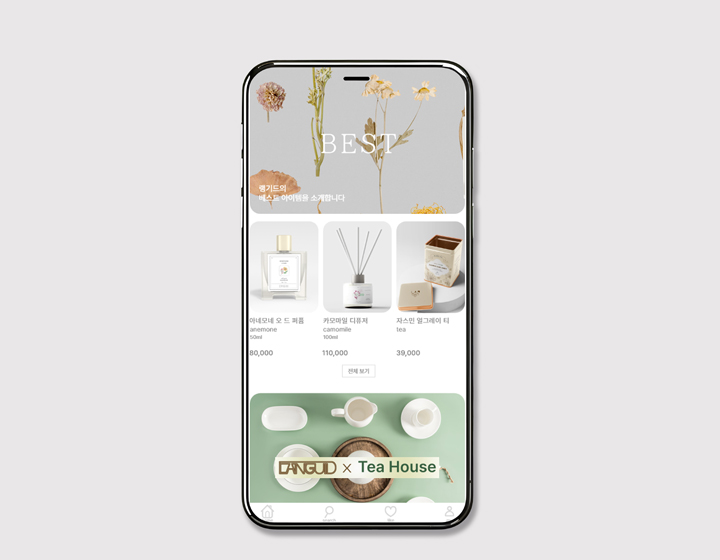 BEST
랭기드의
베스트 아이템을 소개합니다
아네모네 오 드 퍼퓸
anemone
50ml
80,000
카모마일 디퓨저
camomile
100ml
110,000
자스민 얼그레이 티
tea
39,000
전체 보기
LANGUID × Tea House